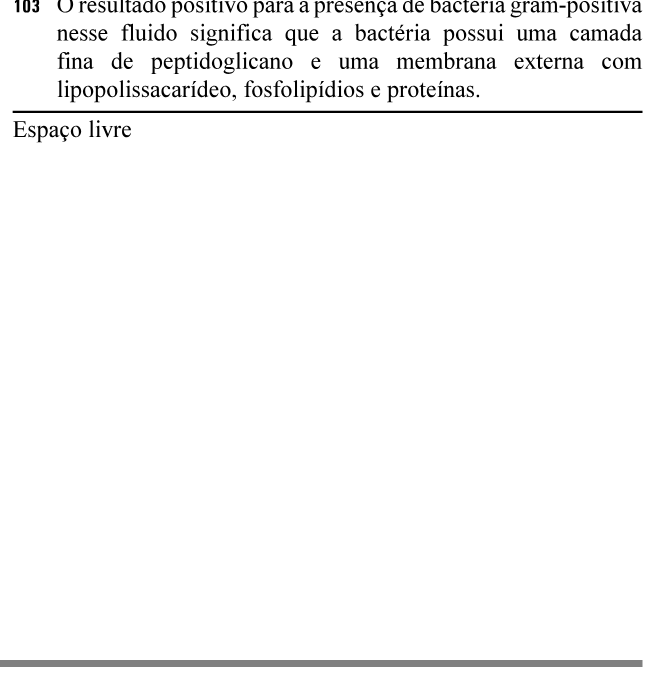 103 O resultado positivo para a presença de bactéria gram-positiva
nesse fluido significa que a bactéria possui uma camada
fina de peptidoglicano e uma membrana externa com
lipopolissacarídeo, fosfolipídios e proteínas.
Espaço livre